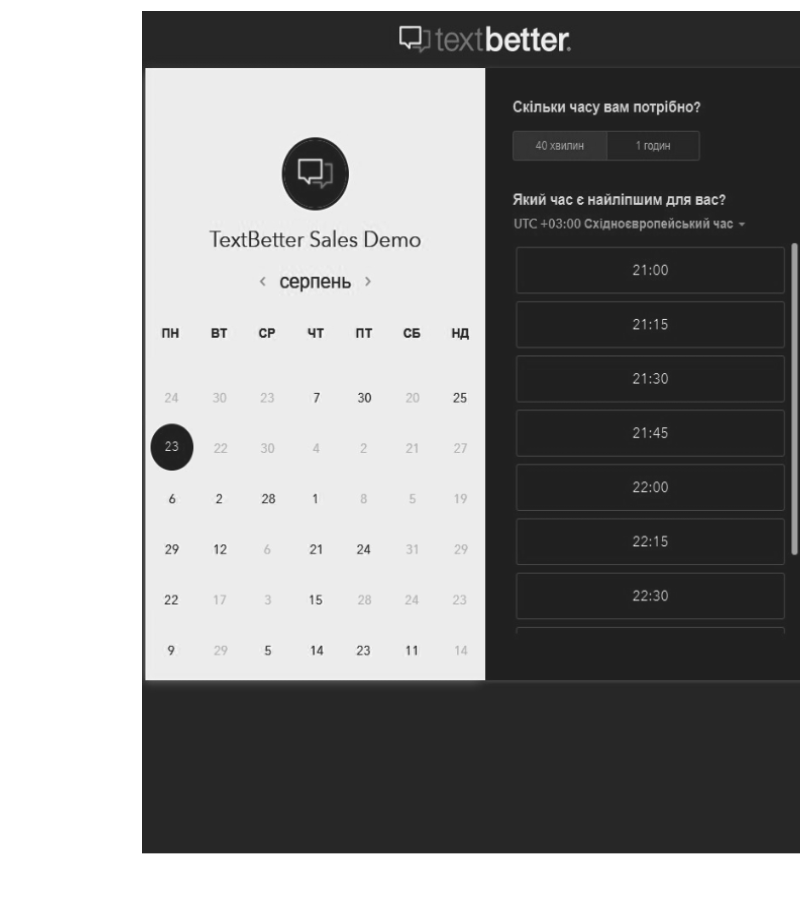 textbetter.
TextBetter Sales Demo
‹ серпень ›
ПН ВТ СР ЧТ ПТ СБ НД
24 30 23 7 30 20 25
23 22 30 4 2 21 27
6 2 28 1 8 5 19
29 12 6 21 24 31 29
22 17 3 15 28 24 23
9 29 5 14 23 11 14
Скільки часу вам потрібно?
40 хвилин 1 годин
Який час є найліпшим для вас?
UTC +03:00 Східноєвропейський час
21:00
21:15
21:30
21:45
22:00
22:15
22:30